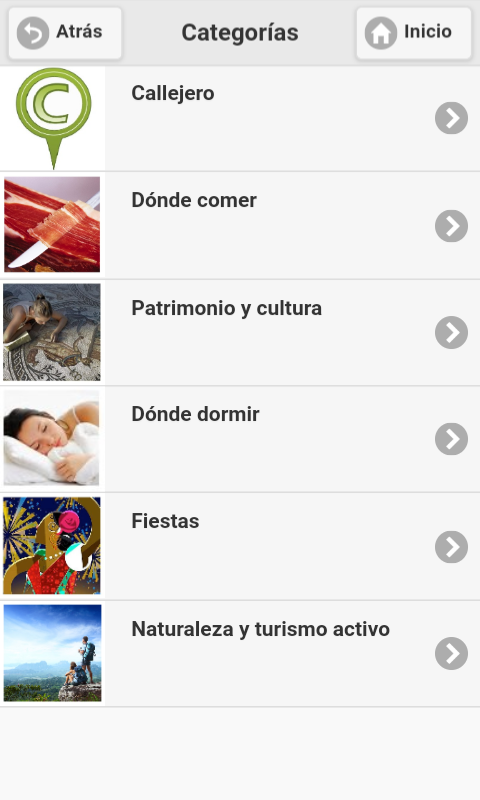 Atrás
Categorías
Inicio
C
Callejero
Dónde comer
Patrimonio y cultura
Dónde dormir
Fiestas
Naturaleza y turismo activo